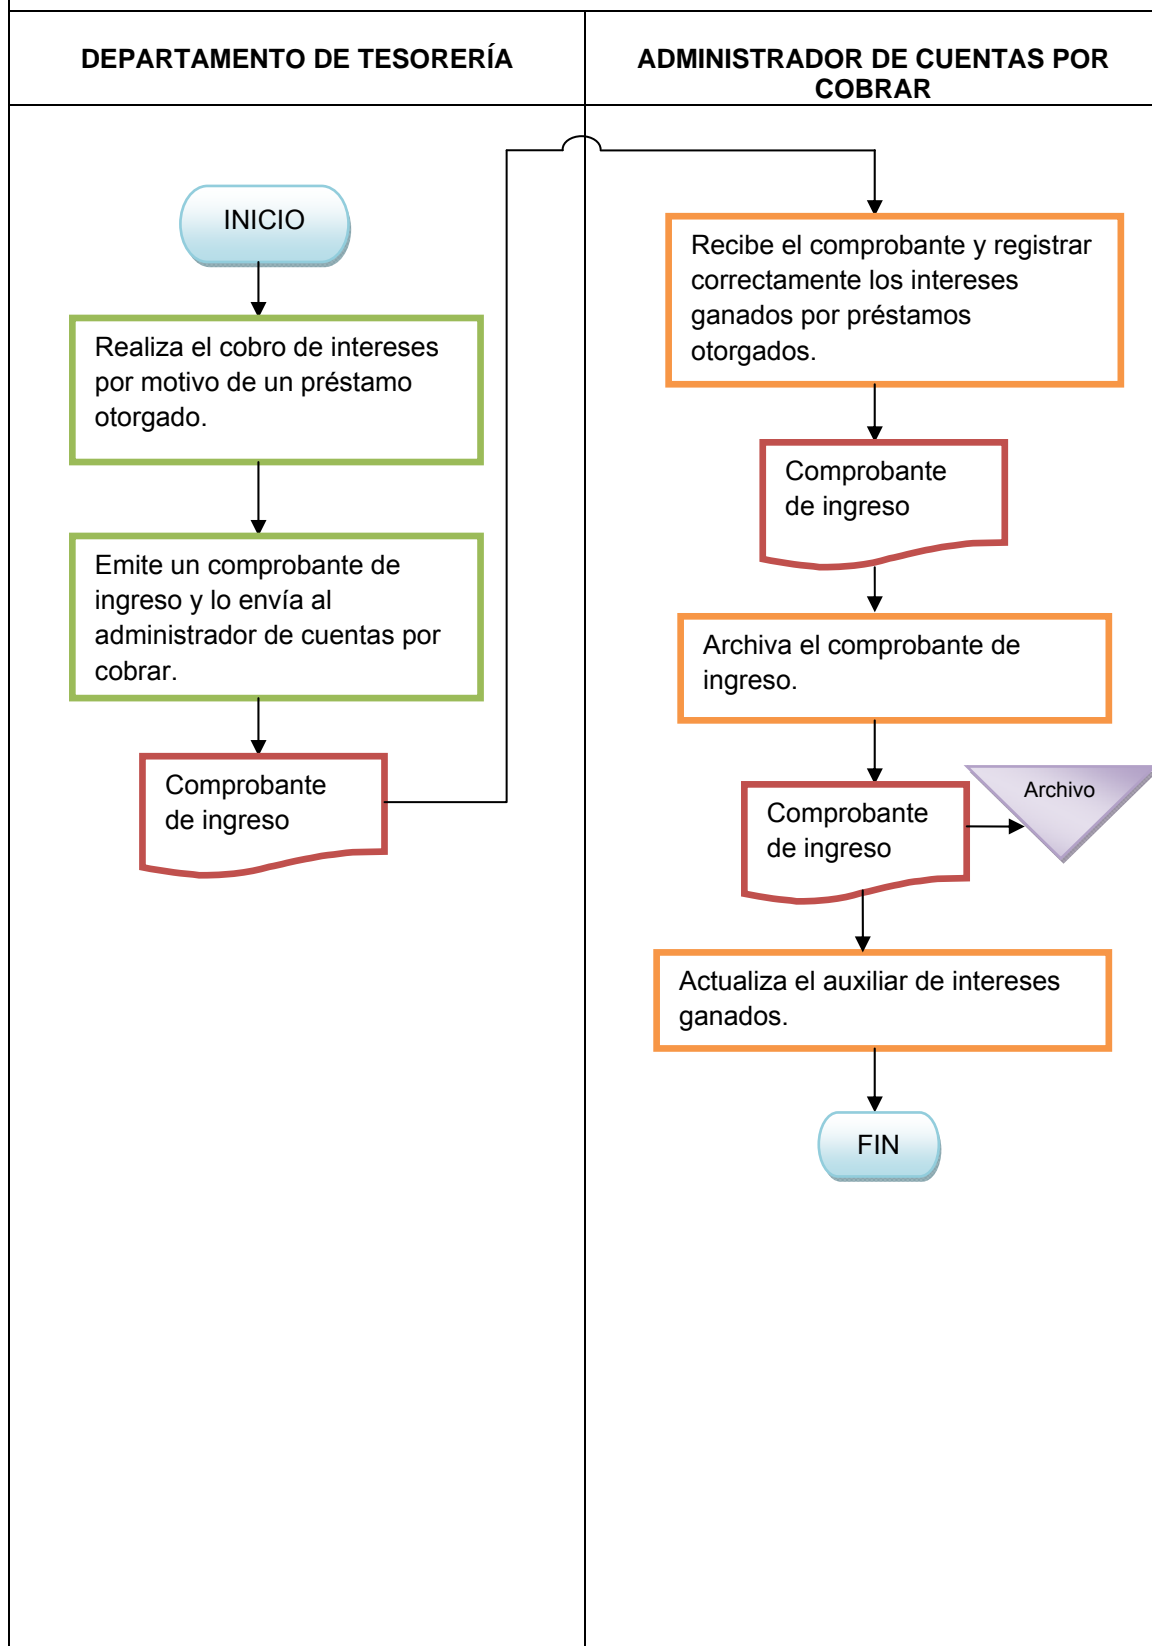 DEPARTAMENTO DE TESORERÍA
ADMINISTRADOR DE CUENTAS POR
COBRAR
INICIO
Realiza el cobro de intereses
por motivo de un préstamo
otorgado.
Emite un comprobante de
ingreso y lo envía al
administrador de cuentas por
cobrar.
Comprobante
de ingreso
Recibe el comprobante y registrar
correctamente los intereses
ganados por préstamos
otorgados.
Comprobante
de ingreso
Archiva el comprobante de
ingreso.
Comprobante
de ingreso
Archivo
Actualiza el auxiliar de intereses
ganados.
FIN